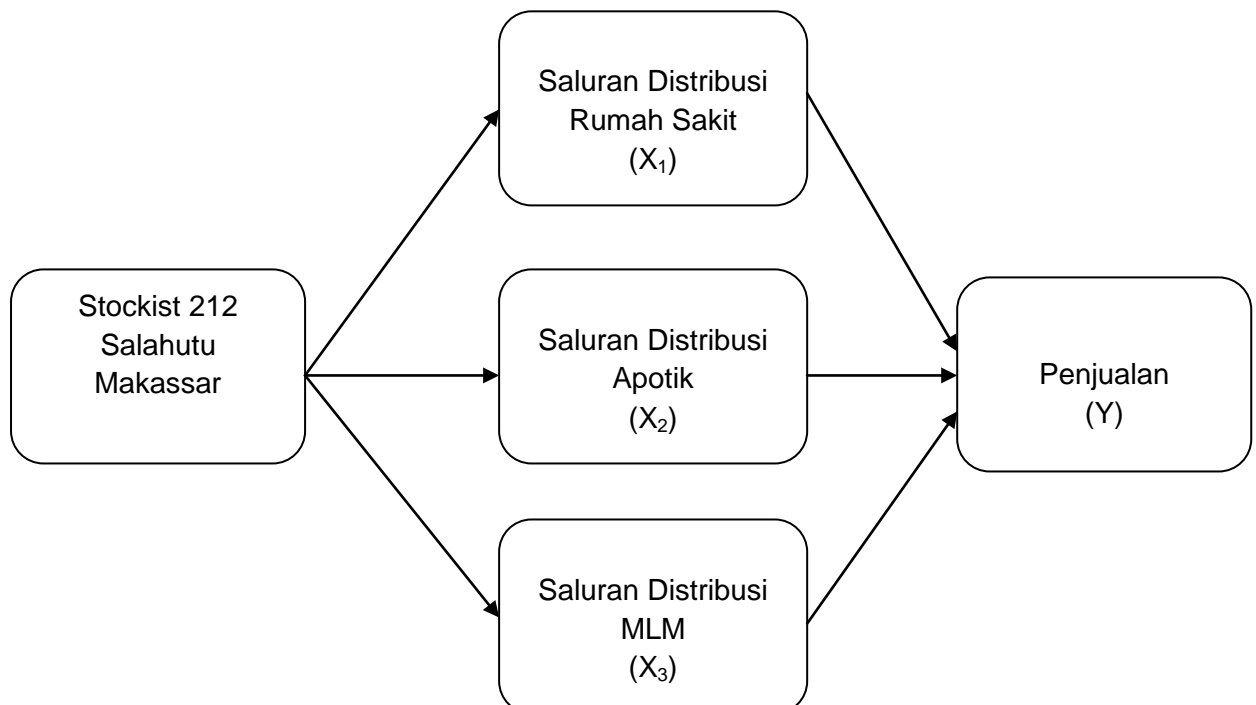 Stockist 212
Salahutu
Makassar
Saluran Distribusi
Rumah Sakit
(X₁)
Saluran Distribusi
Apotik
(X₂)
Saluran Distribusi
MLM
(X₃)
Penjualan
(Y)